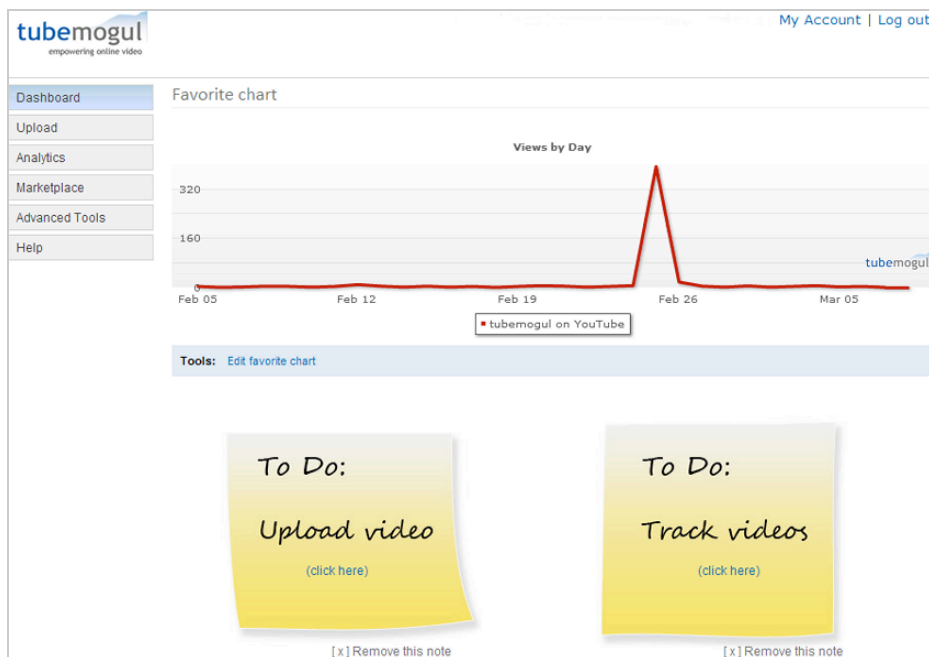 tubemogul
empowering online video
My Account | Log out
Dashboard
Upload
Analytics
Marketplace
Advanced Tools
Help
Favorite chart
Views by Day
320
160
0
tubemogul
Feb 05 Feb 12 Feb 19 Feb 26 Mar 05
tubemogul on YouTube
Tools: Edit favorite chart
To Do:
Upload video
(click here)
[ x ] Remove this note
To Do:
Track videos
(click here)
[ x ] Remove this note